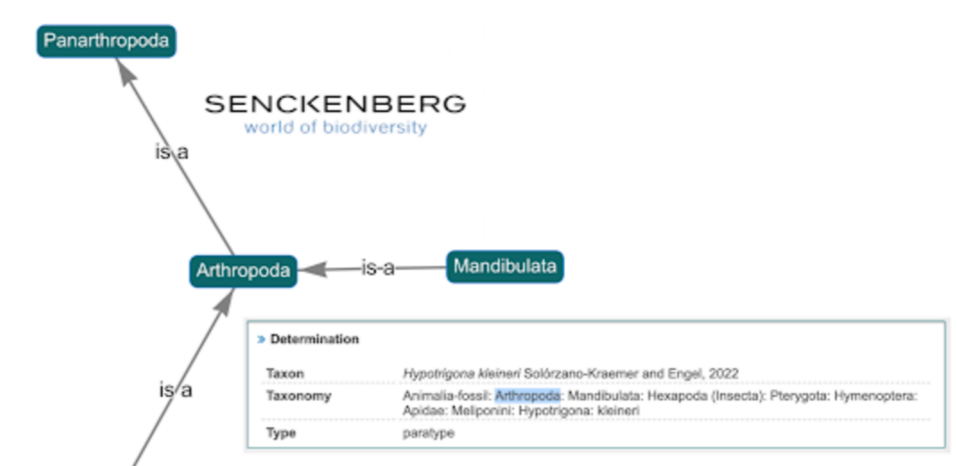 Panarthropoda
SENCKENBERG
world of biodiversity
is a
Arthropoda
is a
Mandibulata
is a
» Determination
Taxon Hypotrigona kleineri Solórzano-Kraemer and Engel, 2022
Taxonomy Animalia-fossil: Arthropoda: Mandibulata: Hexapoda (Insecta): Pterygota: Hymenoptera:
Apidae: Meliponini: Hypotrigona: kleineri
Type paratype